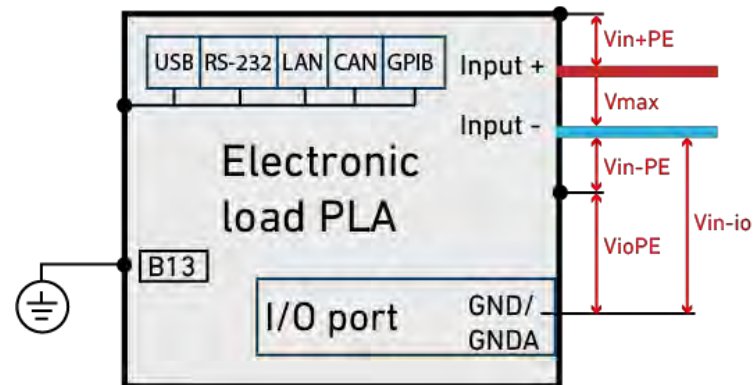 USB RS-232 LAN CAN GPIB
Input +
Input -
Electronic
load PLA
B13
I/O port
GND/
GNDA
Vin+PE
Vmax
Vin-PE
VioPE
Vin-io